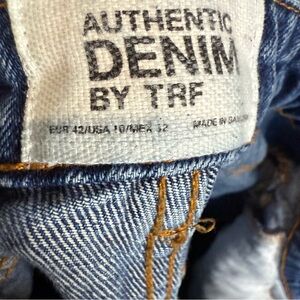 AUTHENTIC
DENIM
BY TRF
EUR 42/USA 10/MEX 32 MADE IN